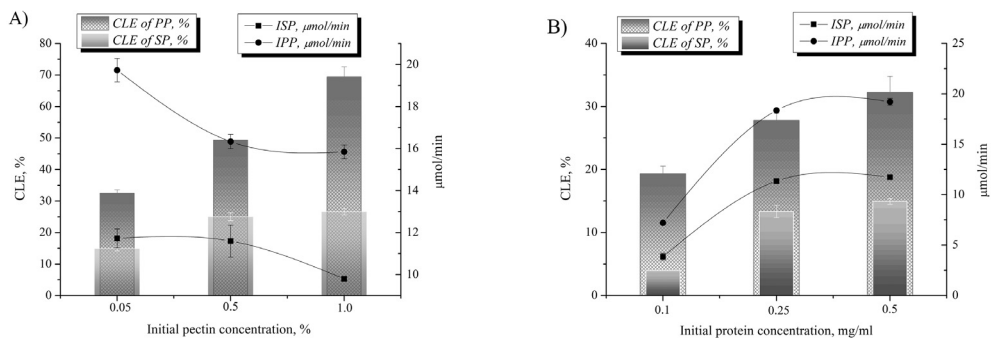 A)
CLE of PP, %
CLE of SP, %
ISP, μmol/min
IPP, μmol/min
80
70
60
50
40
30
20
10
0
CLE, %
20
18
16
14
12
10
μmol/min
0.05
0.5
1.0
Initial pectin concentration, %
B)
CLE of PP, %
CLE of SP, %
ISP, μmol/min
IPP, μmol/min
40
30
20
10
0
CLE, %
25
20
15
10
5
0
μmol/min
0.1
0.25
0.5
Initial protein concentration, mg/ml